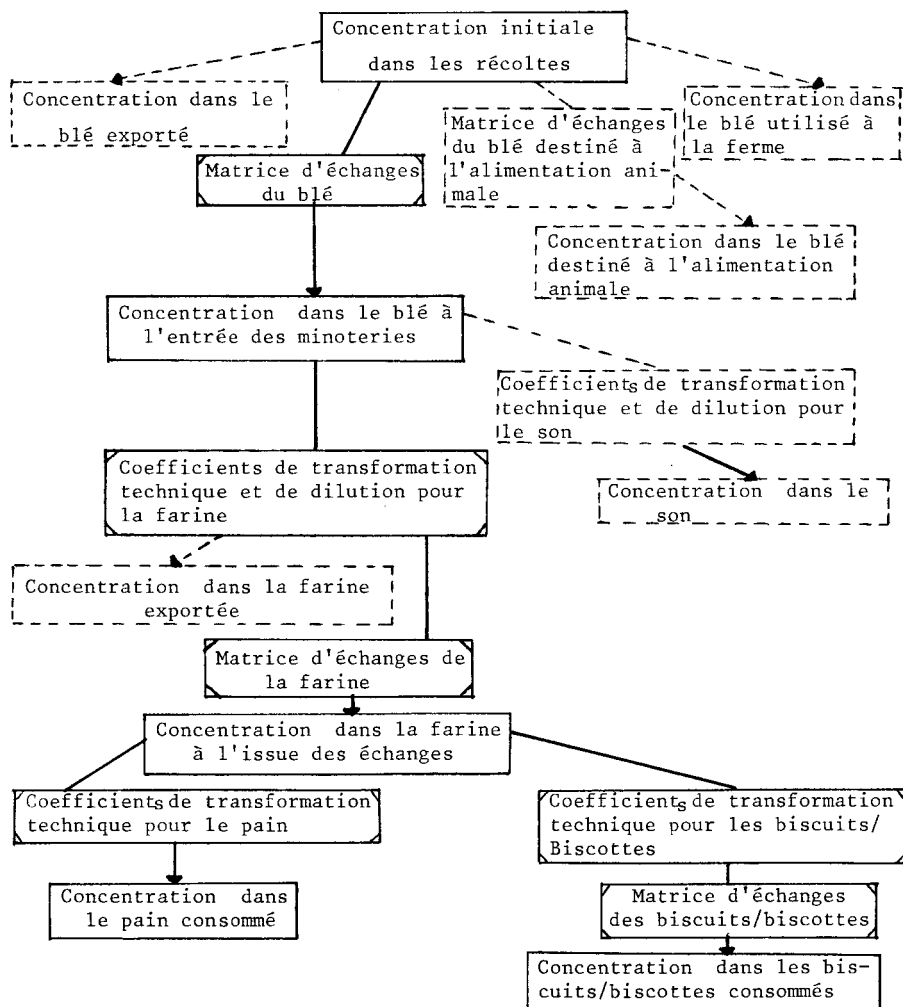 Concentration initiale
dans les récoltes
Concentration dans le
blé exporté
Matrice d'échanges
du blé destiné à
l'alimentation ani-
male
Concentration dans
le blé utilisé à
la ferme
Matrice d'échanges
du blé
Concentration dans le blé
destiné à l'alimentation
animale
Concentration dans le blé à
l'entrée des minoteries
Coefficients de transformation
technique et de dilution pour
le son
Coefficients de transformation
technique et de dilution pour
la farine
Concentration dans le
son
Concentration dans la farine
exportée
Matrice d'échanges de
la farine
Concentration dans la farine
à l'issue des échanges
Coefficients de transformation
technique pour le pain
Coefficients de transformation
technique pour les biscuits/
Biscottes
Concentration dans
le pain consommé
Matrice d'échanges
des biscuits/biscottes
Concentration dans les bis-
cuits/biscottes consommés